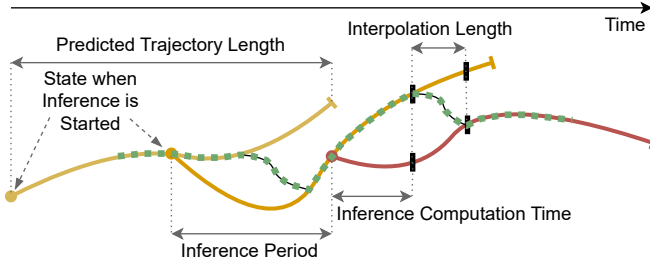 Time
Interpolation Length
Predicted Trajectory Length
State when
Inference is
Started
Inference Computation Time
Inference Period